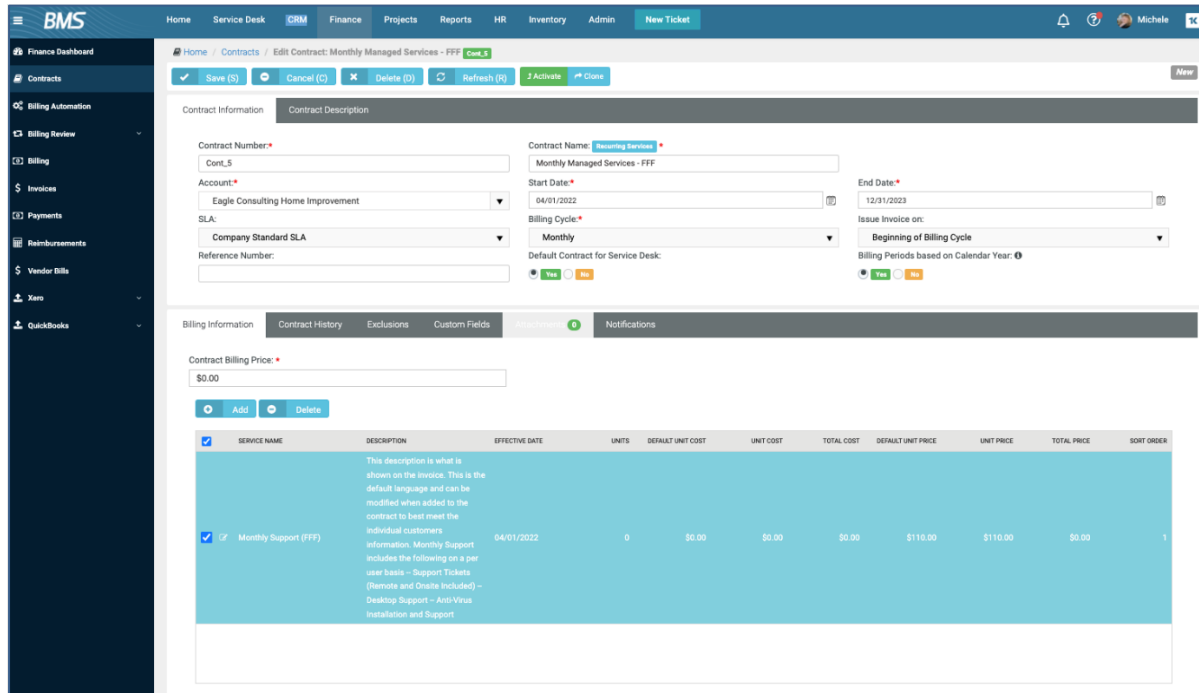 BMS Home Service Desk CRM Finance Projects Reports HR Inventory Admin New Ticket Michele
Finance Dashboard
Contracts
Billing Automation
Billing Review
Billing
Invoices
Payments
Reimbursements
Vendor Bills
Xero
QuickBooks
Home / Contracts / Edit Contract: Monthly Managed Services - FFF Cont_5
Save (S) Cancel (C) Delete (D) Refresh (R) Activate Clone New
Contract Information Contract Description
Contract Number:* Contract Name: Recurring Services *
Cont_5 Monthly Managed Services - FFF
Account:* Start Date:* End Date:*
Eagle Consulting Home Improvement 04/01/2022 12/31/2023
SLA: Billing Cycle:* Issue Invoice on:
Company Standard SLA Monthly Beginning of Billing Cycle
Reference Number: Default Contract for Service Desk: Billing Periods based on Calendar Year:
Yes No Yes No
Billing Information Contract History Exclusions Custom Fields Attachments 0 Notifications
Contract Billing Price: *
$0.00
Add Delete
SERVICE NAME DESCRIPTION EFFECTIVE DATE UNITS DEFAULT UNIT COST UNIT COST TOTAL COST DEFAULT UNIT PRICE UNIT PRICE TOTAL PRICE SORT ORDER
This description is what is
shown on the invoice. This is the
default language and can be
modified when added to the
contract to best meet the
individual customers
Monthly Support (FFF) information. Monthly Support 04/01/2022 0 $0.00 $0.00 $0.00 $110.00 $110.00 $0.00 1
includes the following on a per
user basis – Support Tickets
(Remote and Onsite Included) –
Desktop Support – Anti-Virus
Installation and Support